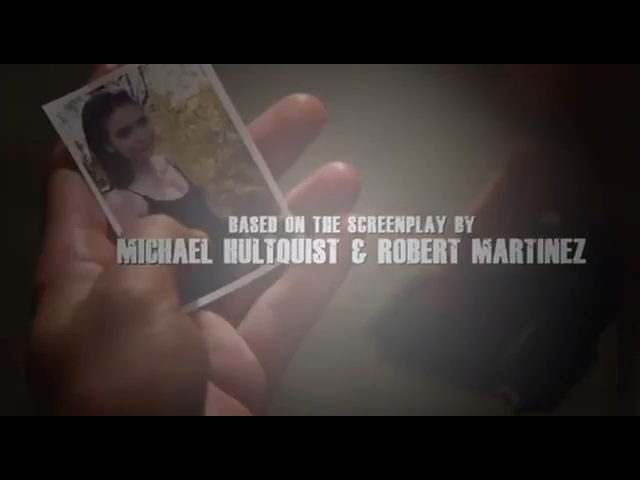 BASED ON THE SCREENPLAY BY
MICHAEL HULTQUIST & ROBERT MARTINEZ